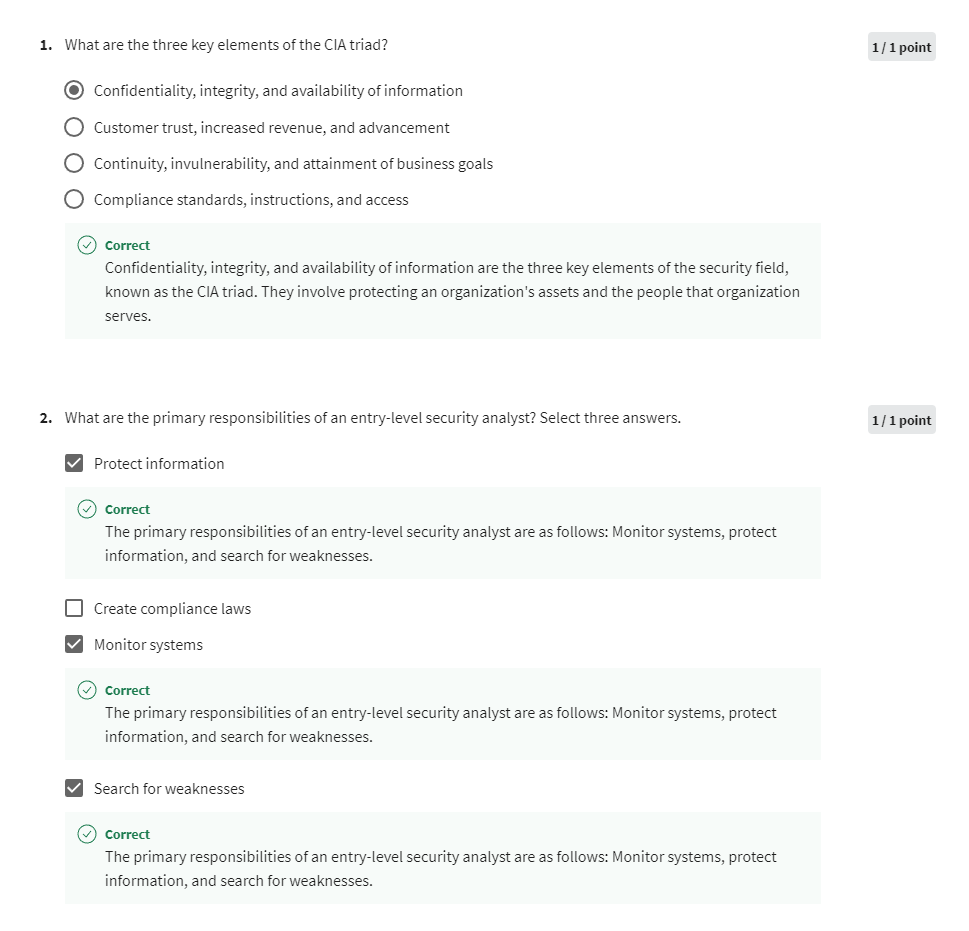 1. What are the three key elements of the CIA triad?
1 / 1 point
Confidentiality, integrity, and availability of information
Customer trust, increased revenue, and advancement
Continuity, invulnerability, and attainment of business goals
Compliance standards, instructions, and access
Correct
Confidentiality, integrity, and availability of information are the three key elements of the security field,
known as the CIA triad. They involve protecting an organization's assets and the people that organization
serves.
2. What are the primary responsibilities of an entry-level security analyst? Select three answers.
1 / 1 point
Protect information
Correct
The primary responsibilities of an entry-level security analyst are as follows: Monitor systems, protect
information, and search for weaknesses.
Create compliance laws
Monitor systems
Correct
The primary responsibilities of an entry-level security analyst are as follows: Monitor systems, protect
information, and search for weaknesses.
Search for weaknesses
Correct
The primary responsibilities of an entry-level security analyst are as follows: Monitor systems, protect
information, and search for weaknesses.